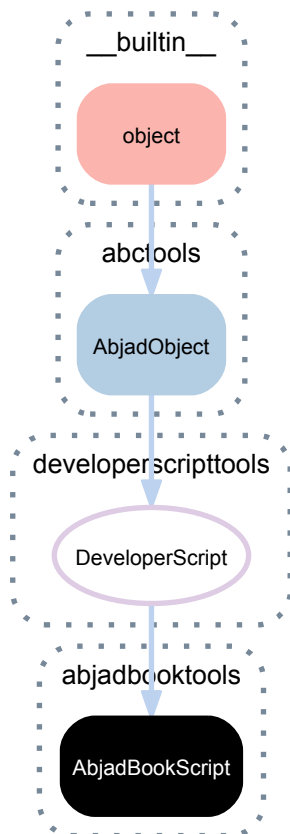 __builtin__
object
abctools
AbjadObject
developerscripttools
DeveloperScript
abjadbooktools
AbjadBookScript